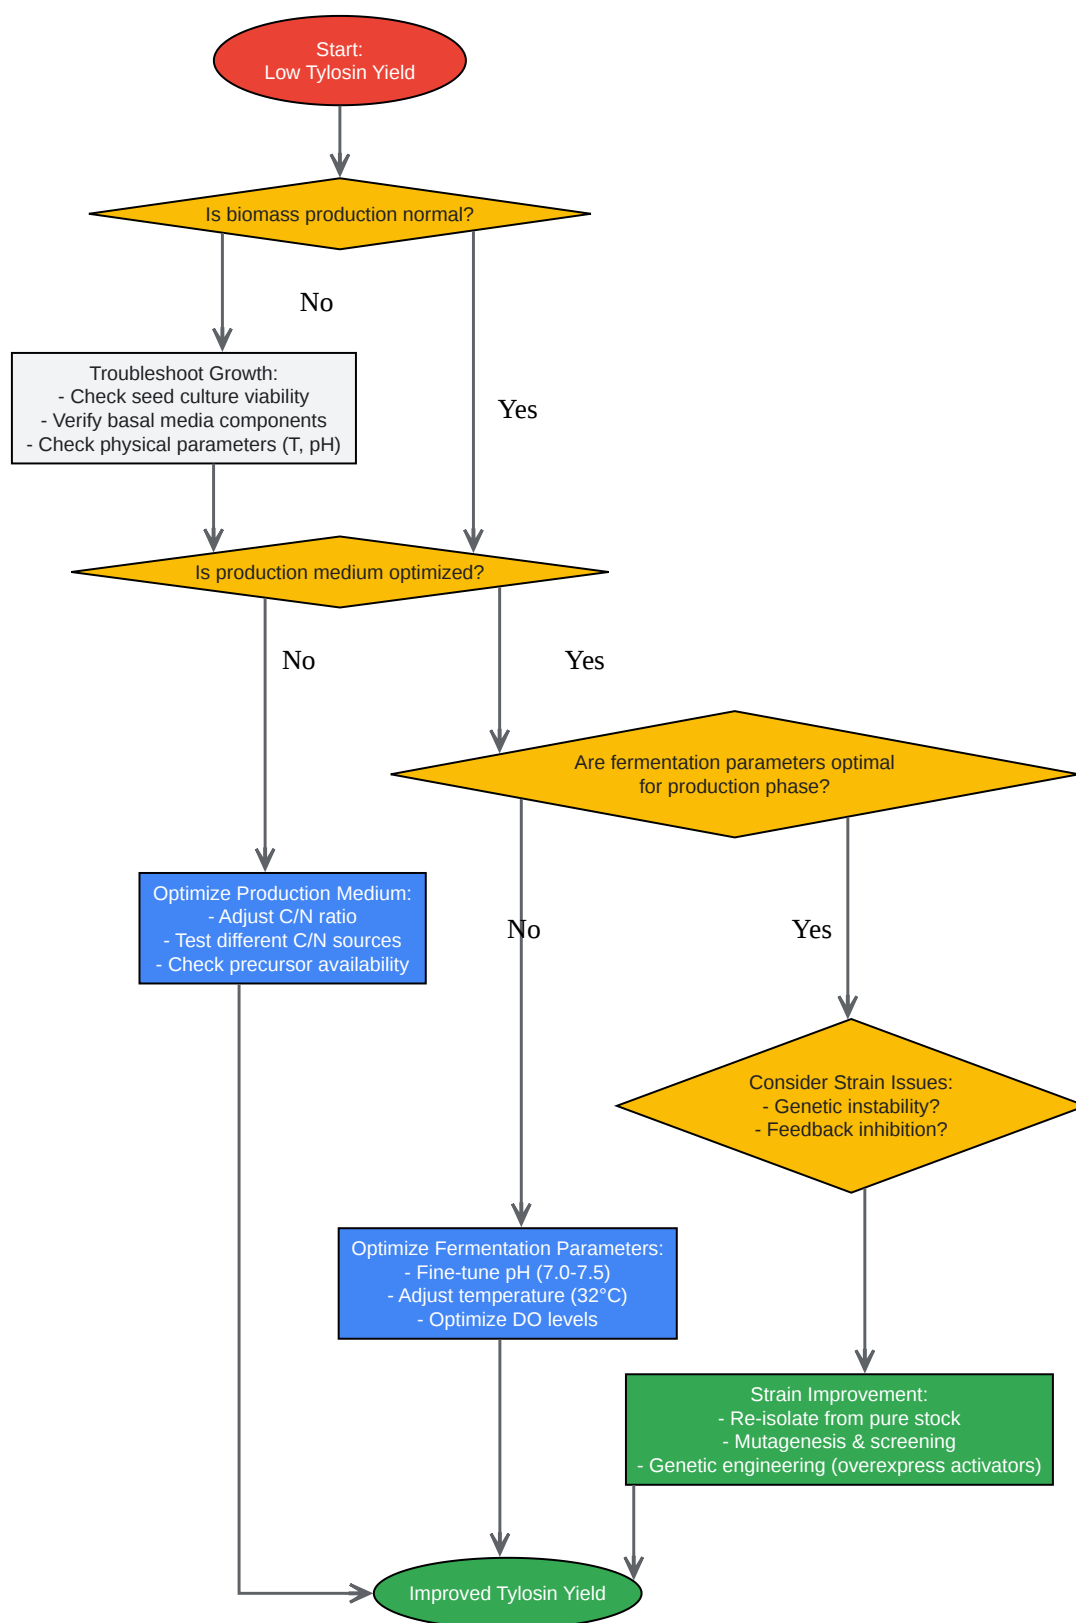 Start:
Low Tylosin Yield
Is biomass production normal?
No
Troubleshoot Growth:
- Check seed culture viability
- Verify basal media components
- Check physical parameters (T, pH)
Yes
Is production medium optimized?
No
Yes
Are fermentation parameters optimal
for production phase?
Optimize Production Medium:
- Adjust C/N ratio
- Test different C/N sources
- Check precursor availability
No
Yes
Consider Strain Issues:
- Genetic instability?
- Feedback inhibition?
Optimize Fermentation Parameters:
- Fine-tune pH (7.0-7.5)
- Adjust temperature (32°C)
- Optimize DO levels
Strain Improvement:
- Re-isolate from pure stock
- Mutagenesis & screening
- Genetic engineering (overexpress activators)
Improved Tylosin Yield